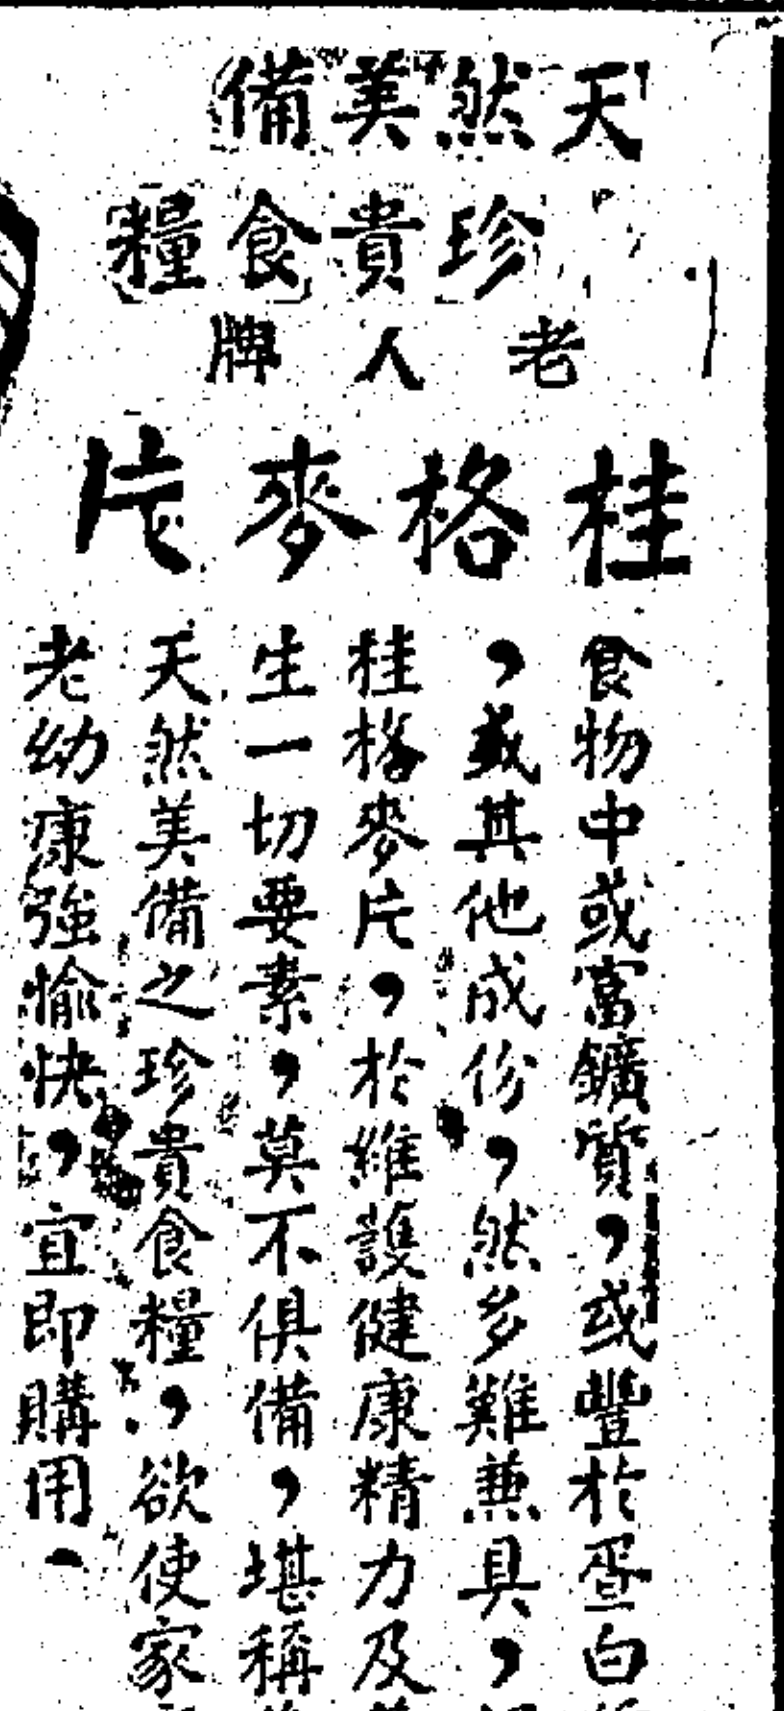 天然美備
珍貴食糧
老人牌
桂格麥片
食物中或富鑛質，或豐於蛋白
，或其他成份，然多難兼具，
桂格麥片，於維護健康精力及
生一切要素，莫不俱備，堪稱
天然美備之珍貴食糧，欲使家
老幼康強愉快，宜即購用